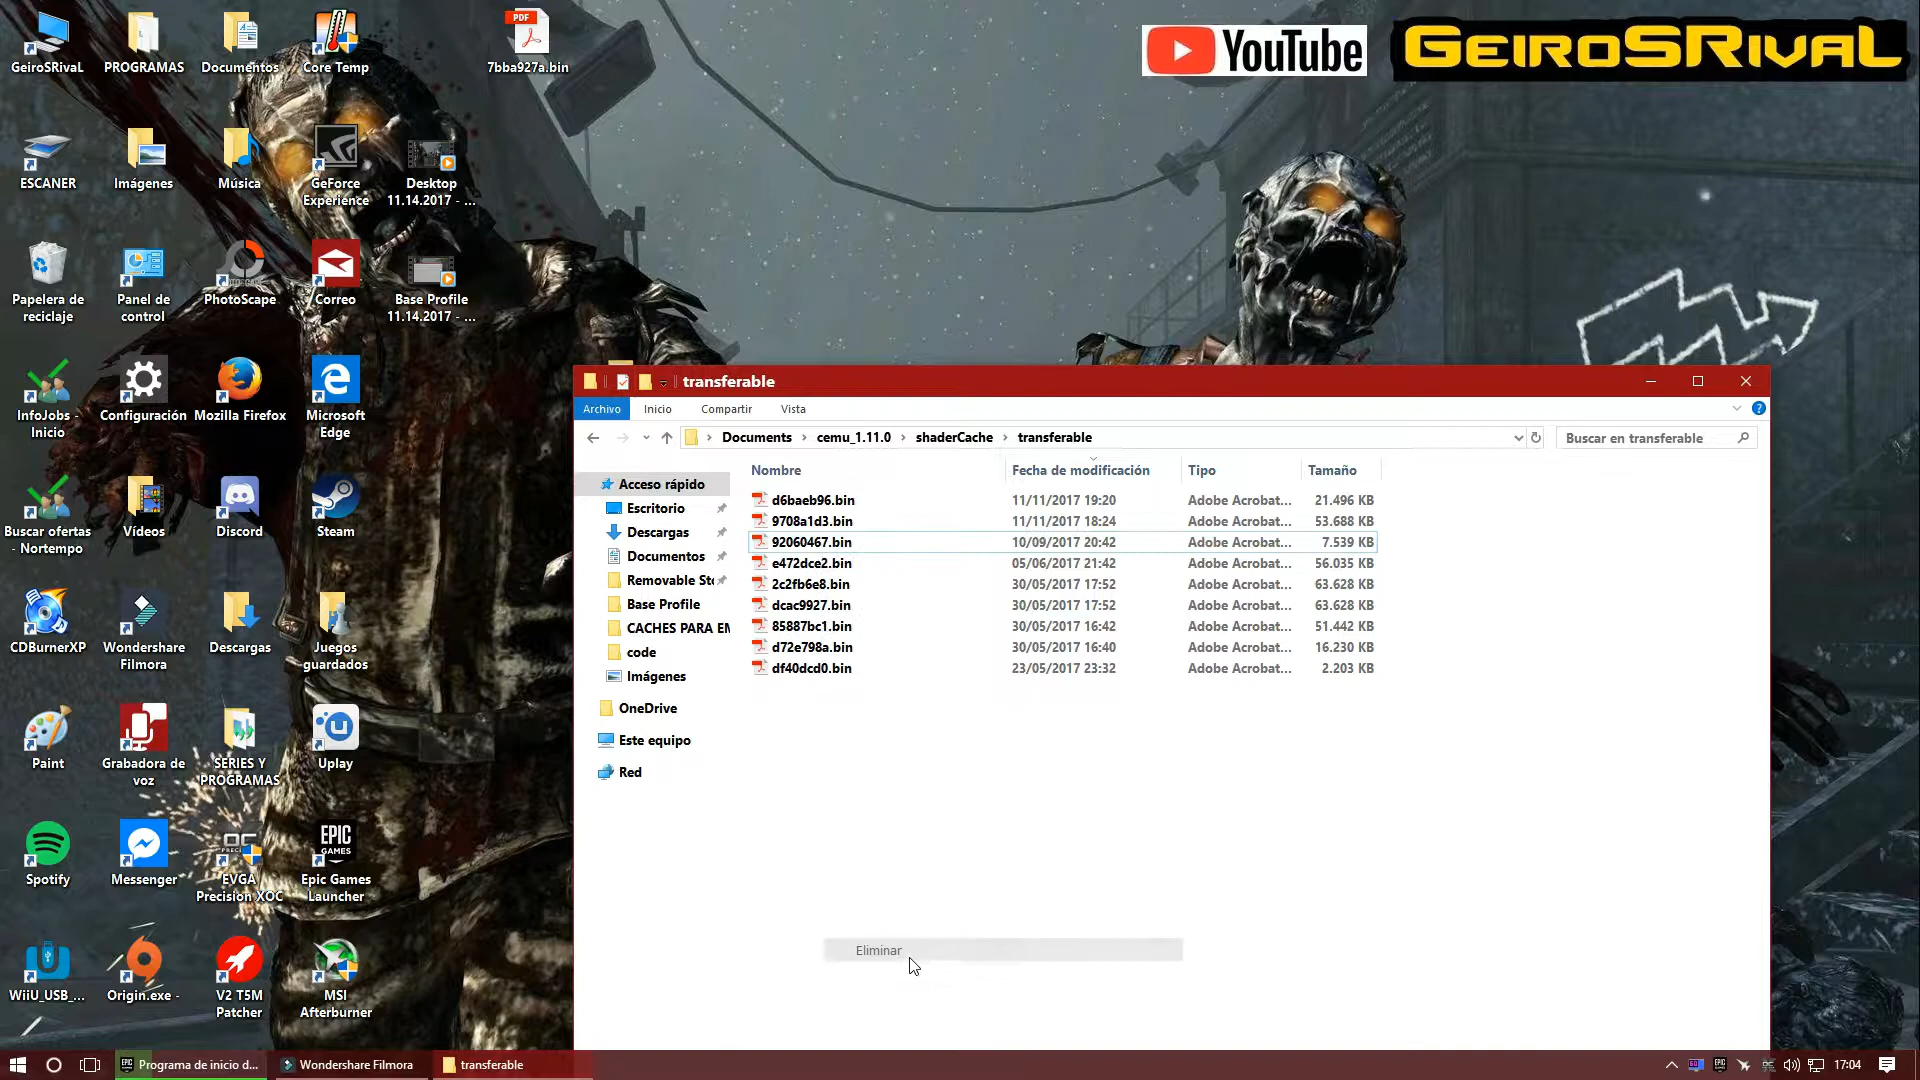 GeiroSRivaL
PROGRAMAS
Documentos
Core Temp
PDF
7bba927a.bin
YouTube
GEIROSRIVAL
ESCANER
Imágenes
Música
GeForce
Experience
Desktop
11.14.2017 - ...
Papelera de
reciclaje
Panel de
control
PhotoScape
Correo
Base Profile
11.14.2017 - ...
InfoJobs -
Inicio
Configuración
Mozilla Firefox
Microsoft
Edge
Buscar ofertas
- Nortempo
Vídeos
Discord
Steam
CDBurnerXP
Wondershare
Filmora
Descargas
Juegos
guardados
Paint
Grabadora de
voz
SERIES Y
PROGRAMAS
Uplay
Spotify
Messenger
EVGA
Precision XOC
EPIC
GAMES
Epic Games
Launcher
WiiU_USB_...
Origin.exe -
V2 T5M
Patcher
MSI
Afterburner
transferable
Archivo
Inicio
Compartir
Vista
Documents
cemu_1.11.0
shaderCache
transferable
Buscar en transferable
Acceso rápido
Escritorio
Descargas
Documentos
Removable Sto
Base Profile
CACHES PARA EM
code
Imágenes
OneDrive
Este equipo
Red
Nombre Fecha de modificación Tipo Tamaño
d6baeb96.bin 11/11/2017 19:20 Adobe Acrobat... 21.496 KB
9708a1d3.bin 11/11/2017 18:24 Adobe Acrobat... 53.688 KB
92060467.bin 10/09/2017 20:42 Adobe Acrobat... 7.539 KB
e472dce2.bin 05/06/2017 21:42 Adobe Acrobat... 56.035 KB
2c2fb6e8.bin 30/05/2017 17:52 Adobe Acrobat... 63.628 KB
dcac9927.bin 30/05/2017 17:52 Adobe Acrobat... 63.628 KB
85887bc1.bin 30/05/2017 16:42 Adobe Acrobat... 51.442 KB
d72e798a.bin 30/05/2017 16:40 Adobe Acrobat... 16.230 KB
df40dcd0.bin 23/05/2017 23:32 Adobe Acrobat... 2.203 KB
Eliminar
Programa de inicio d...
Wondershare Filmora
transferable
17:04